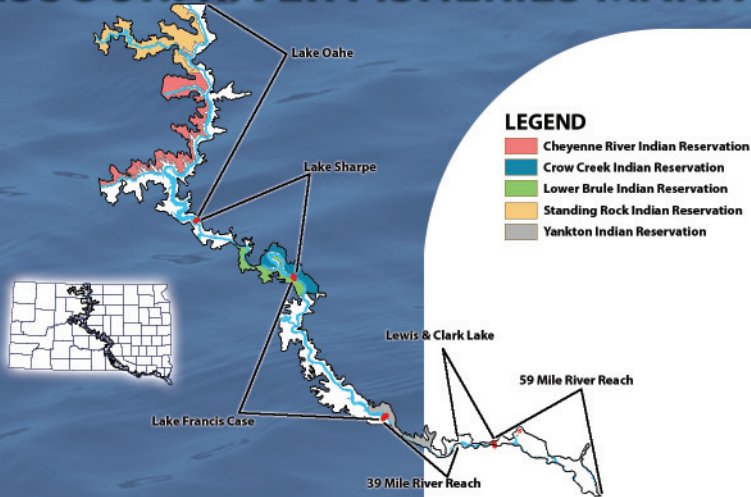 Lake Oahe
LEGEND
Cheyenne River Indian Reservation
Lake Sharpe
Crow Creek Indian Reservation
Lower Brule Indian Reservation
Standing Rock Indian Reservation
Yankton Indian Reservation
Lewis & Clark Lake
59 Mile River Reach
Lake Francis Case
39 Mile River Reach